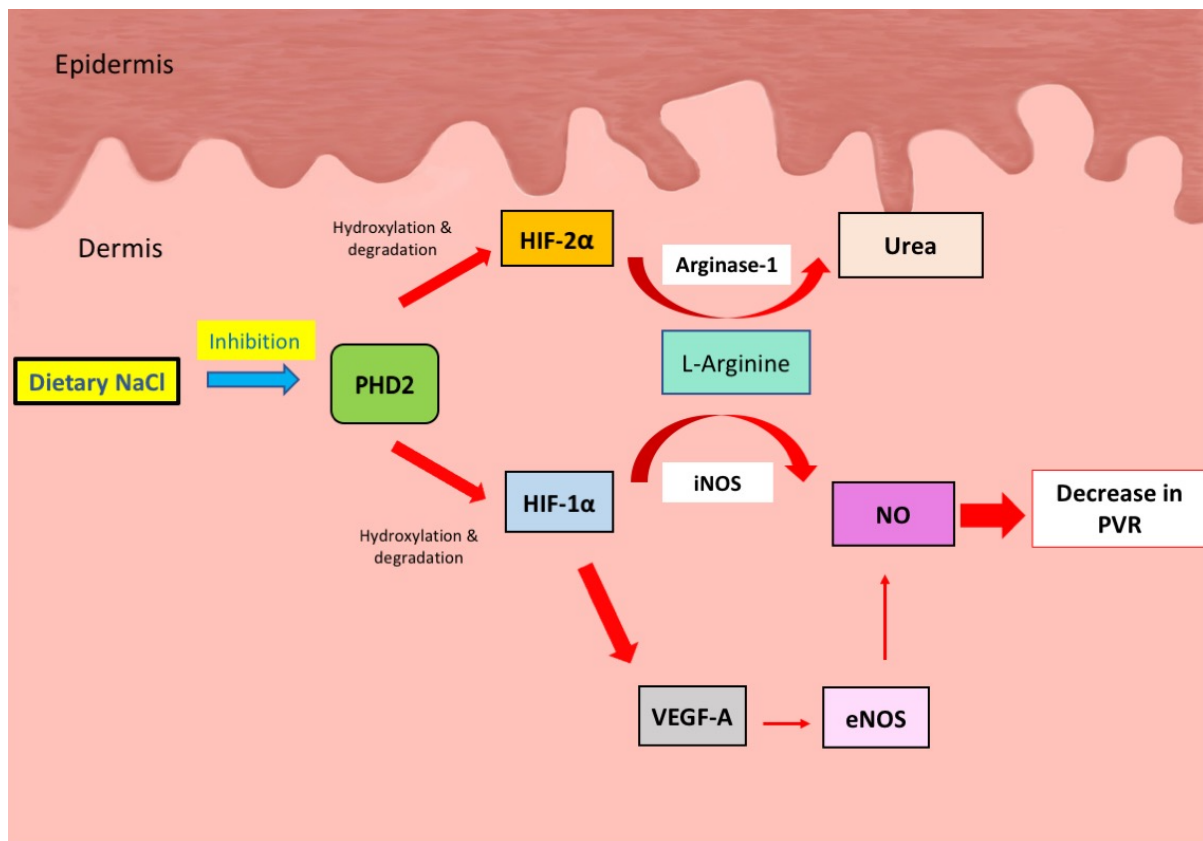 Epidermis
Dermis
Hydroxylation &
degradation
HIF-2α
Arginase-1
Urea
Inhibition
Dietary NaCl
PHD2
L-Arginine
HIF-1α
iNOS
NO
Decrease in
PVR
Hydroxylation &
degradation
VEGF-A
eNOS